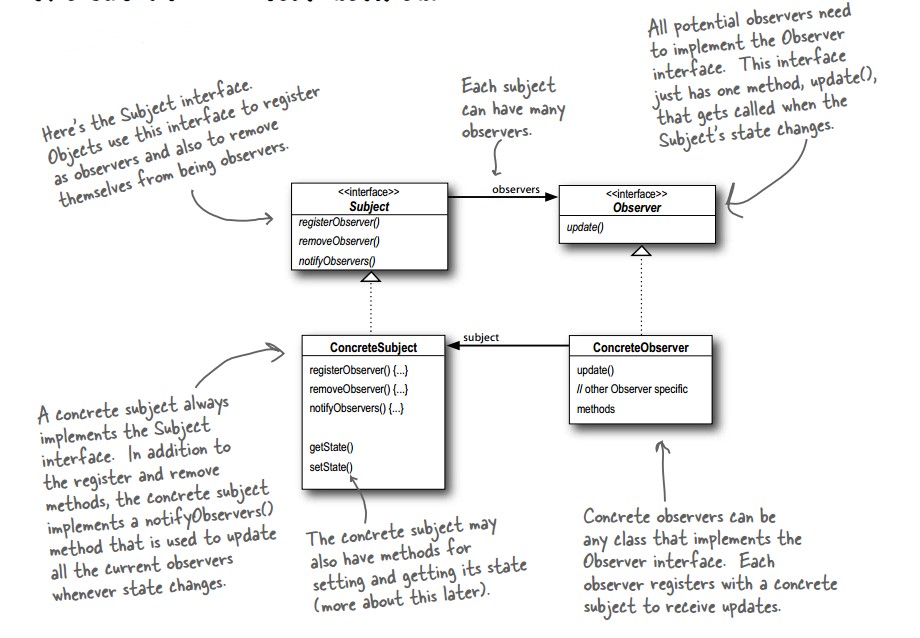 Here's the Subject interface.
Objects use this interface to register
as observers and also to remove
themselves from being observers.
Each subject
can have many
observers.
All potential observers need
to implement the Observer
interface. This interface
just has one method, update(),
that gets called when the
Subject's state changes.
<<interface>>
Subject
registerObserver()
removeObserver()
notifyObservers()
observers
<<interface>>
Observer
update()
ConcreteSubject
registerObserver() {...}
removeObserver() {...}
notifyObservers() {...}
getState()
setState()
subject
ConcreteObserver
update()
// other Observer specific
methods
A concrete subject always
implements the Subject
interface. In addition to
the register and remove
methods, the concrete subject
implements a notifyObservers()
method that is used to update
all the current observers
whenever state changes.
The concrete subject may
also have methods for
setting and getting its state
(more about this later).
Concrete observers can be
any class that implements the
Observer interface. Each
observer registers with a concrete
subject to receive updates.